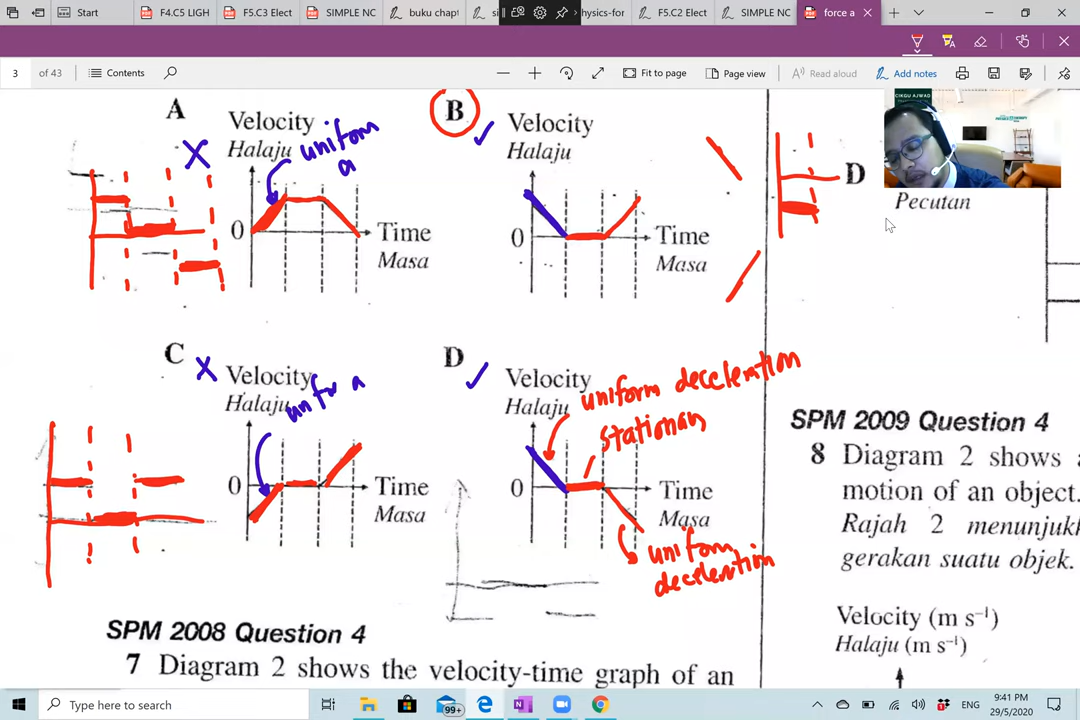 Start
F4.C5 LIGH
F5.C3 Elect
SIMPLE NC
buku chapt
si
hysics-for
F5.C2 Elect
SIMPLE NC
force a
3 of 43
Contents
Fit to page
Page view
Read aloud
Add notes
A
Velocity
Halaju
uniform
a
0
Time
Masa
B
Velocity
Halaju
0
Time
Masa
CIKGU AJWAD
D
Pecutan
C
Velocity
Halaju
0
Time
Masa
D
Velocity
Halaju
uniform deceleration
stationary
0
Time
Masa
uniform
deceleration
SPM 2008 Question 4
7 Diagram 2 shows the velocity-time graph of an
SPM 2009 Question 4
8 Diagram 2 shows a
motion of an object.
Rajah 2 menunjuk
gerakan suatu objek.
Velocity (m s⁻¹)
Halaju (m s⁻¹)
Type here to search
99+
ENG
9:41 PM
29/5/2020